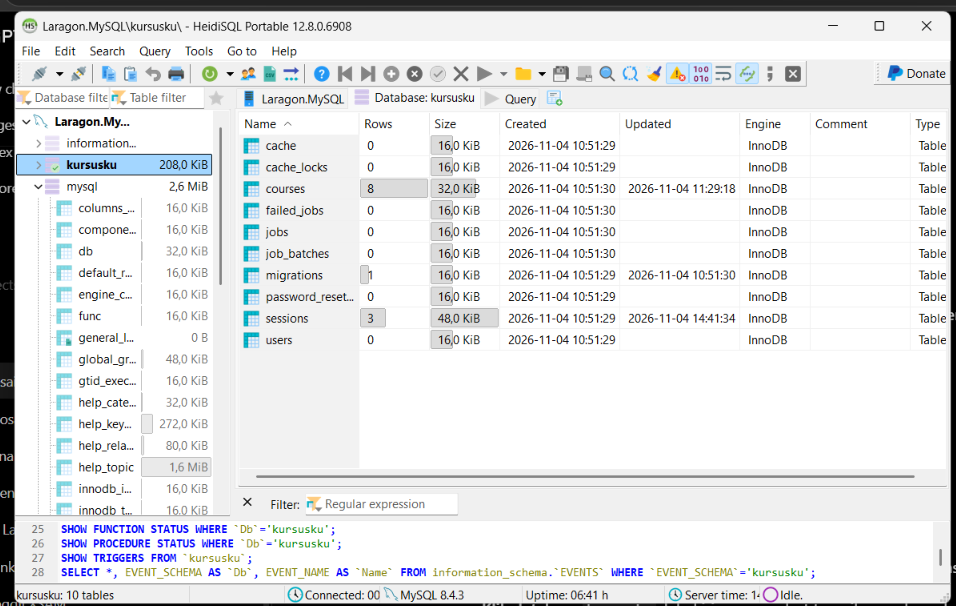 Laragon.MySQL\kursusku\ - HeidiSQL Portable 12.8.0.6908
File Edit Search Query Tools Go to Help
Donate
Database filte Table filter Laragon.MySQL Database: kursusku Query
Laragon.My...
information...
kursusku 208,0 KiB
mysql 2,6 MiB
columns_... 16,0 KiB
compone... 16,0 KiB
db 32,0 KiB
default_r... 16,0 KiB
engine_c... 16,0 KiB
func 16,0 KiB
general_l... 0 B
global_gr... 48,0 KiB
gtid_exec... 16,0 KiB
help_cate... 32,0 KiB
help_key... 272,0 KiB
help_rela... 80,0 KiB
help_topic 1,6 MiB
innodb_i... 16,0 KiB
innodb_t... 16,0 KiB
Name Rows Size Created Updated Engine Comment Type
cache 0 16,0 KiB 2026-11-04 10:51:29 InnoDB Table
cache_locks 0 16,0 KiB 2026-11-04 10:51:29 InnoDB Table
courses 8 32,0 KiB 2026-11-04 10:51:30 2026-11-04 11:29:18 InnoDB Table
failed_jobs 0 16,0 KiB 2026-11-04 10:51:30 InnoDB Table
jobs 0 16,0 KiB 2026-11-04 10:51:30 InnoDB Table
job_batches 0 16,0 KiB 2026-11-04 10:51:30 InnoDB Table
migrations 1 16,0 KiB 2026-11-04 10:51:29 2026-11-04 10:51:30 InnoDB Table
password_reset... 0 16,0 KiB 2026-11-04 10:51:29 InnoDB Table
sessions 3 48,0 KiB 2026-11-04 10:51:29 2026-11-04 14:41:34 InnoDB Table
users 0 16,0 KiB 2026-11-04 10:51:29 InnoDB Table
Filter: Regular expression
25 SHOW FUNCTION STATUS WHERE `Db`='kursusku';
26 SHOW PROCEDURE STATUS WHERE `Db`='kursusku';
27 SHOW TRIGGERS FROM `kursusku`;
28 SELECT *, EVENT_SCHEMA AS `Db`, EVENT_NAME AS `Name` FROM information_schema.`EVENTS` WHERE `EVENT_SCHEMA`='kursusku';
kursusku: 10 tables Connected: 00 MySQL 8.4.3 Uptime: 06:41 h Server time: 14 Idle.